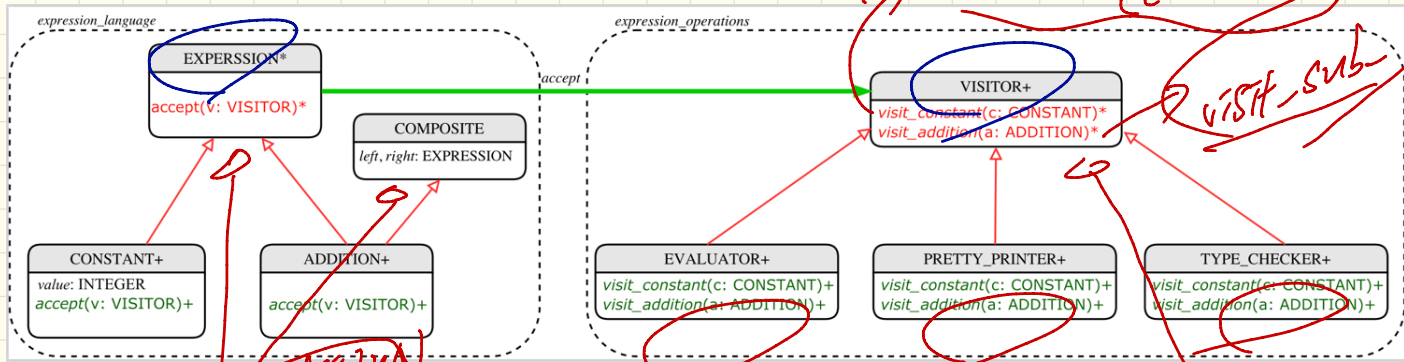 expression_language
expression_operations
EXPERSSION*
accept(v: VISITOR)*
accept
VISITOR+
visit_constant(c: CONSTANT)*
visit_addition(a: ADDITION)*
visit_sub
COMPOSITE
left, right: EXPRESSION
CONSTANT+
value: INTEGER
accept(v: VISITOR)+
ADDITION+
accept(v: VISITOR)+
EVALUATOR+
visit_constant(c: CONSTANT)+
visit_addition(a: ADDITION)+
PRETTY_PRINTER+
visit_constant(c: CONSTANT)+
visit_addition(a: ADDITION)+
TYPE_CHECKER+
visit_constant(c: CONSTANT)+
visit_addition(a: ADDITION)+